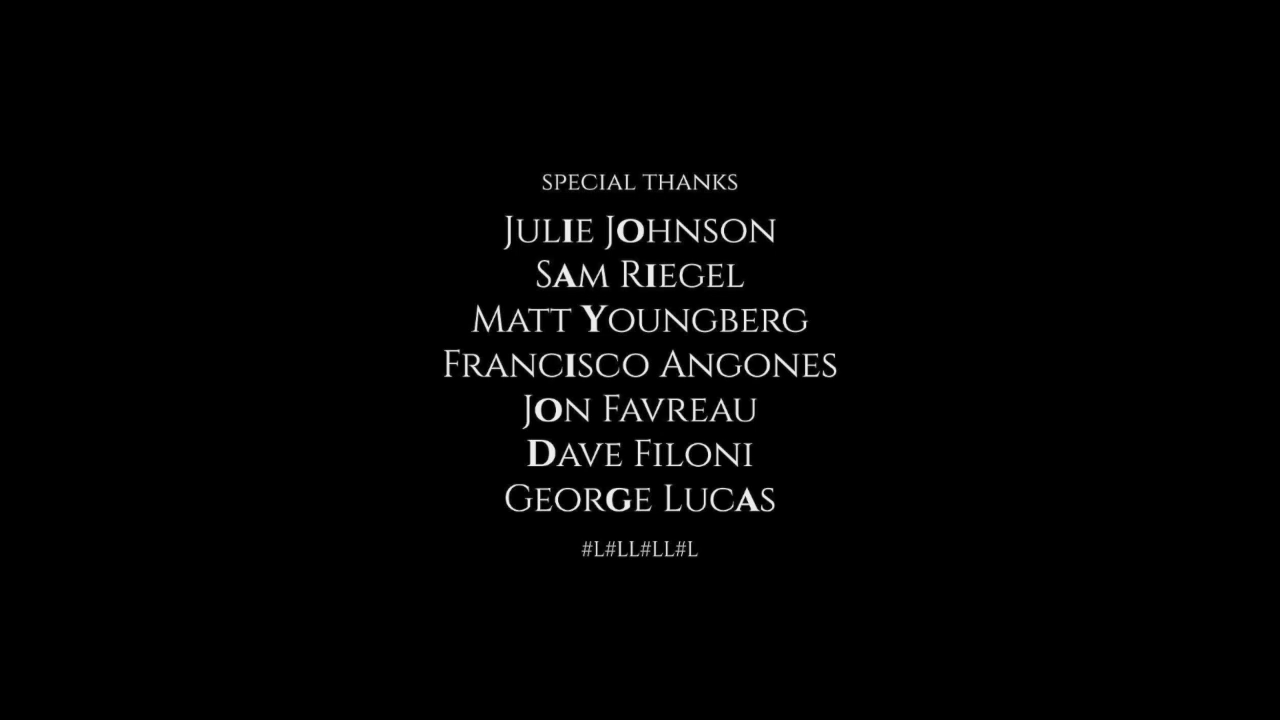 SPECIAL THANKS
JULIE JOHNSON
SAM RIEGEL
MATT YOUNGBERG
FRANCISCO ANGONES
JON FAVREAU
DAVE FILONI
GEORGE LUCAS
#L#LL#LL#L